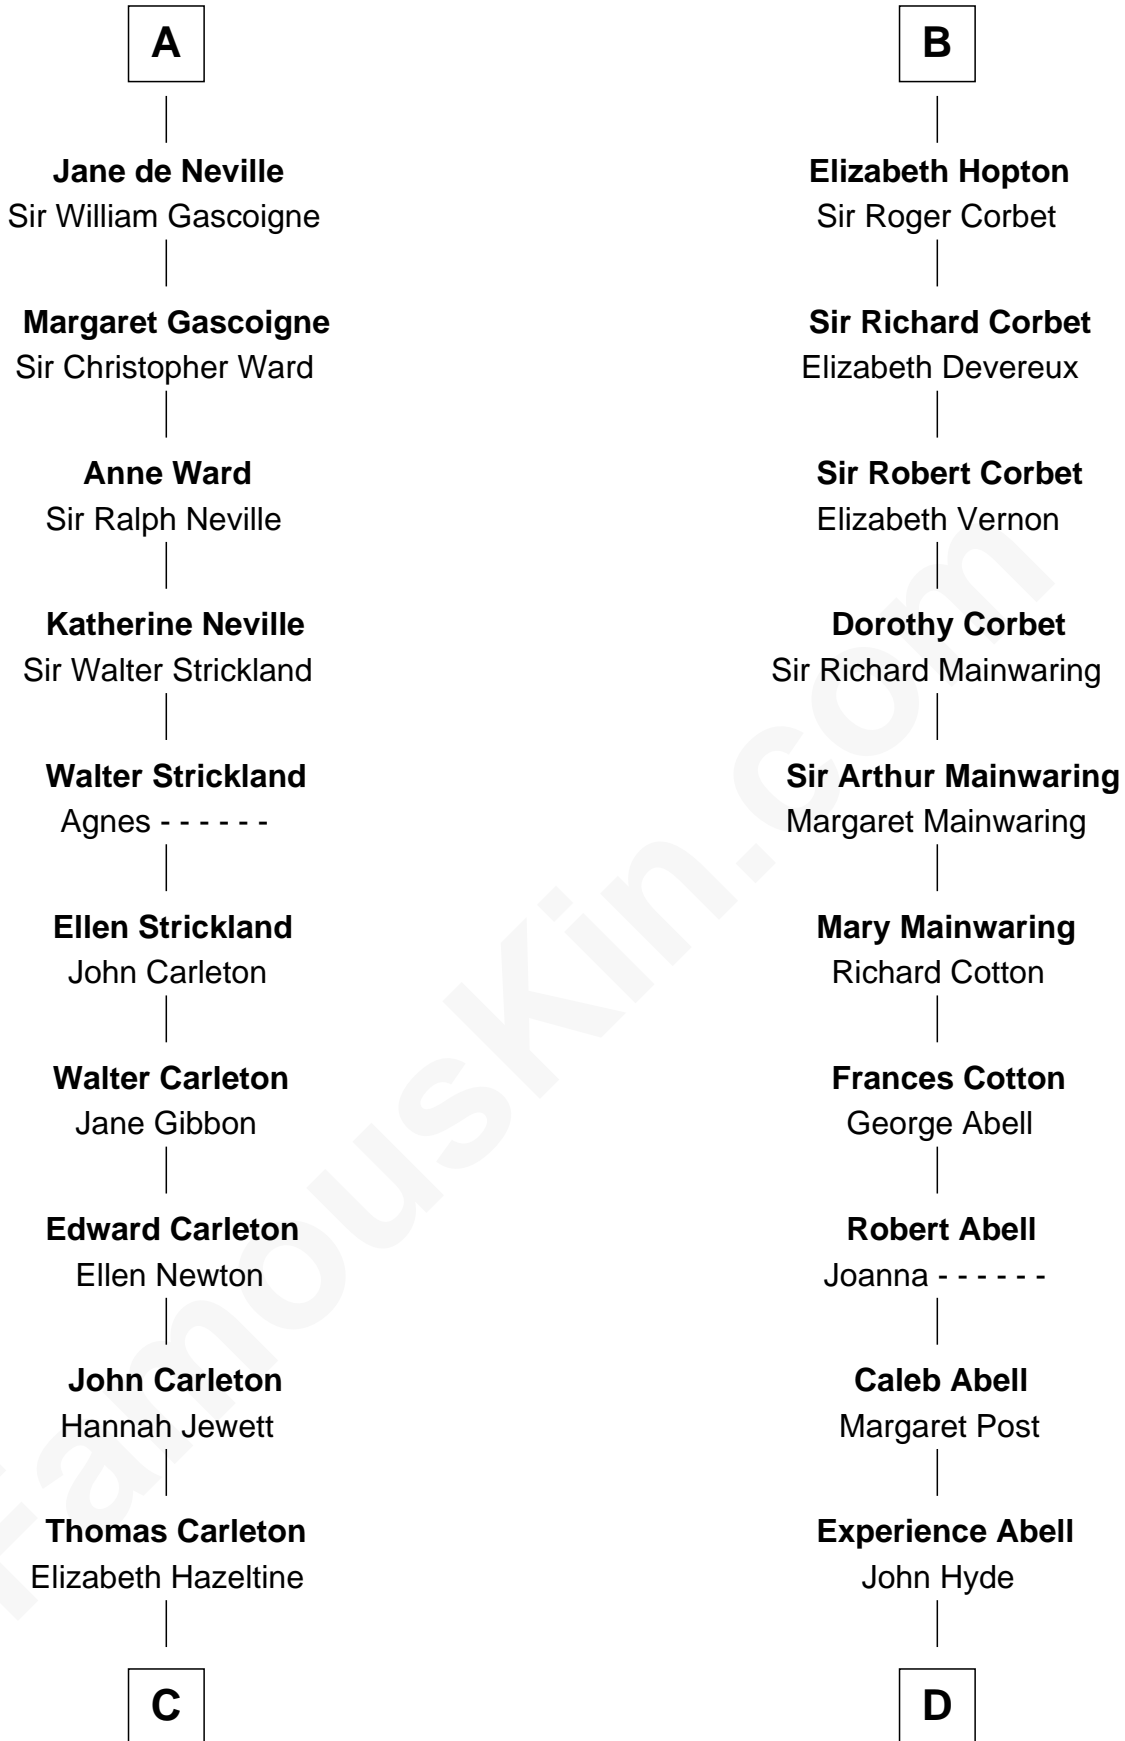 A
Jane de Neville
Sir William Gascoigne
Margaret Gascoigne
Sir Christopher Ward
Anne Ward
Sir Ralph Neville
Katherine Neville
Sir Walter Strickland
Walter Strickland
Agnes - - - - - -
Ellen Strickland
John Carleton
Walter Carleton
Jane Gibbon
Edward Carleton
Ellen Newton
John Carleton
Hannah Jewett
Thomas Carleton
Elizabeth Hazeltine
C
B
Elizabeth Hopton
Sir Roger Corbet
Sir Richard Corbet
Elizabeth Devereux
Sir Robert Corbet
Elizabeth Vernon
Dorothy Corbet
Sir Richard Mainwaring
Sir Arthur Mainwaring
Margaret Mainwaring
Mary Mainwaring
Richard Cotton
Frances Cotton
George Abell
Robert Abell
Joanna - - - - - -
Caleb Abell
Margaret Post
Experience Abell
John Hyde
D
FamousKin.com